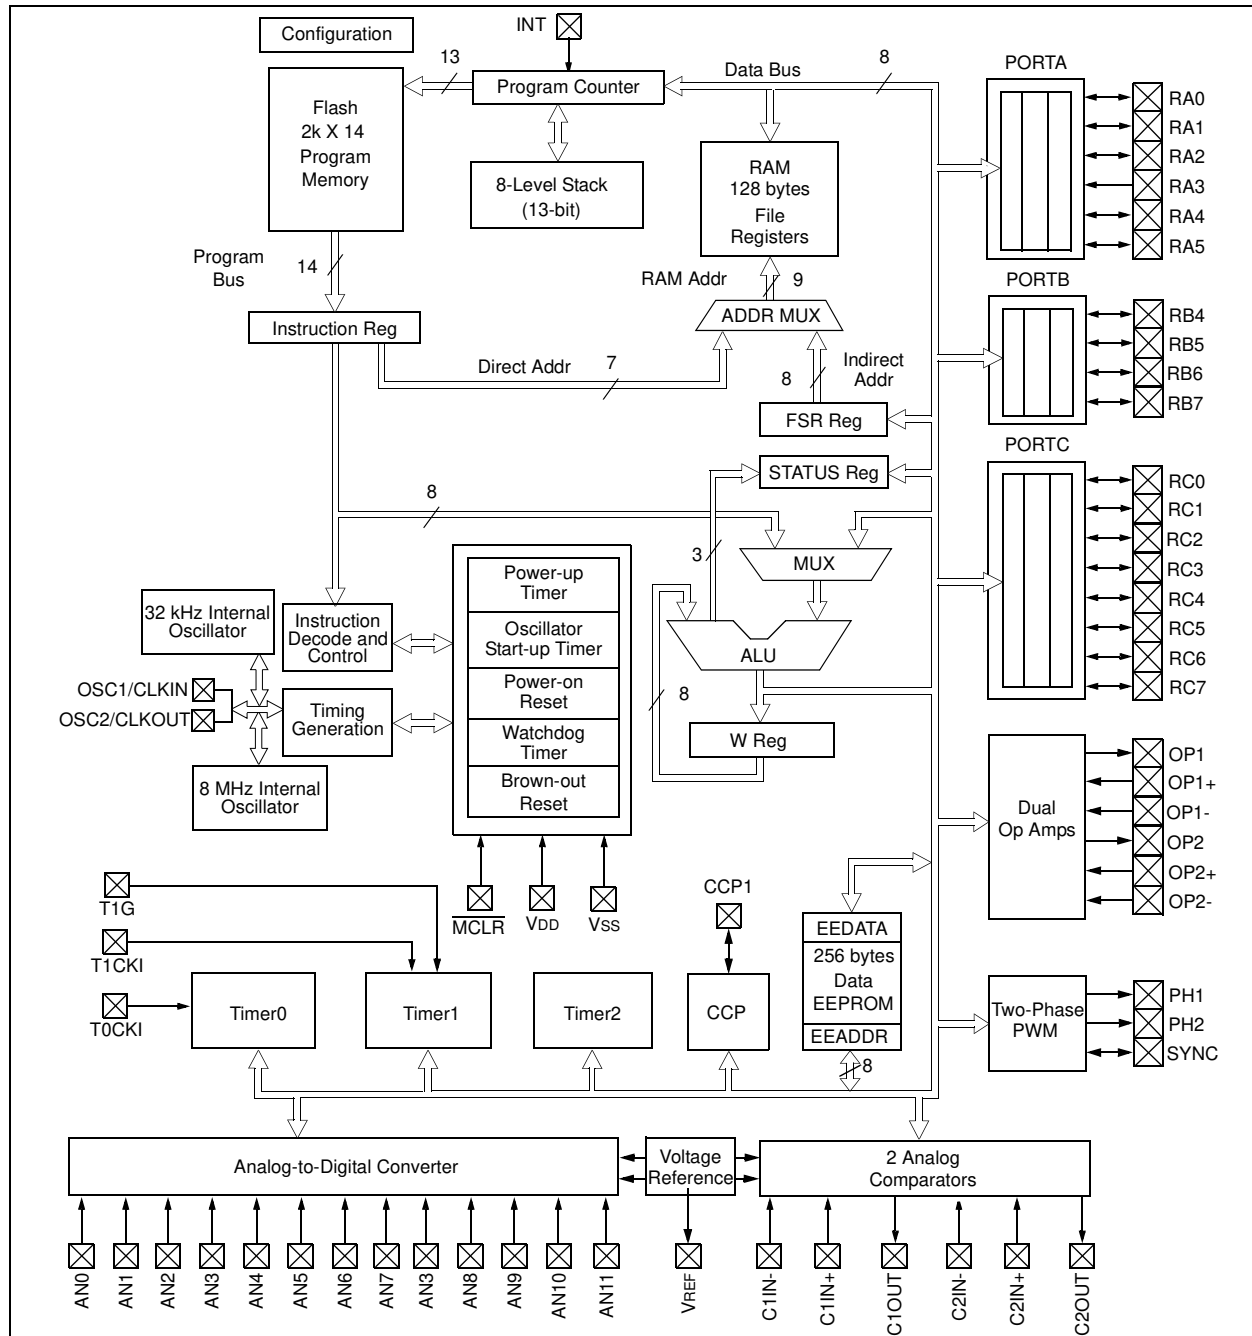 INT
Configuration
13
Data Bus
8
PORTA
Program Counter
Flash
2k X 14
Program
Memory
8-Level Stack
(13-bit)
RAM
128 bytes
File
Registers
RA0
RA1
RA2
RA3
RA4
RA5
Program
Bus
14
RAM Addr
9
PORTB
Instruction Reg
ADDR MUX
RB4
RB5
RB6
RB7
Direct Addr
7
8
Indirect
Addr
FSR Reg
PORTC
STATUS Reg
8
3
MUX
RC0
RC1
RC2
RC3
RC4
RC5
RC6
RC7
Power-up
Timer
Oscillator
Start-up Timer
Power-on
Reset
Watchdog
Timer
Brown-out
Reset
32 kHz Internal
Oscillator
Instruction
Decode and
Control
ALU
OSC1/CLKIN
OSC2/CLKOUT
Timing
Generation
8
W Reg
8 MHz Internal
Oscillator
Dual
Op Amps
OP1
OP1+
OP1-
OP2
OP2+
OP2-
T1G
MCLR
VDD
VSS
CCP1
T1CKI
EEDATA
256 bytes
Data
EEPROM
EEADDR
T0CKI
Timer0
Timer1
Timer2
CCP
8
Two-Phase
PWM
PH1
PH2
SYNC
Analog-to-Digital Converter
Voltage
Reference
2 Analog
Comparators
AN0
AN1
AN2
AN3
AN4
AN5
AN6
AN7
AN3
AN8
AN9
AN10
AN11
VREF
C1IN-
C1IN+
C1OUT
C2IN-
C2IN+
C2OUT